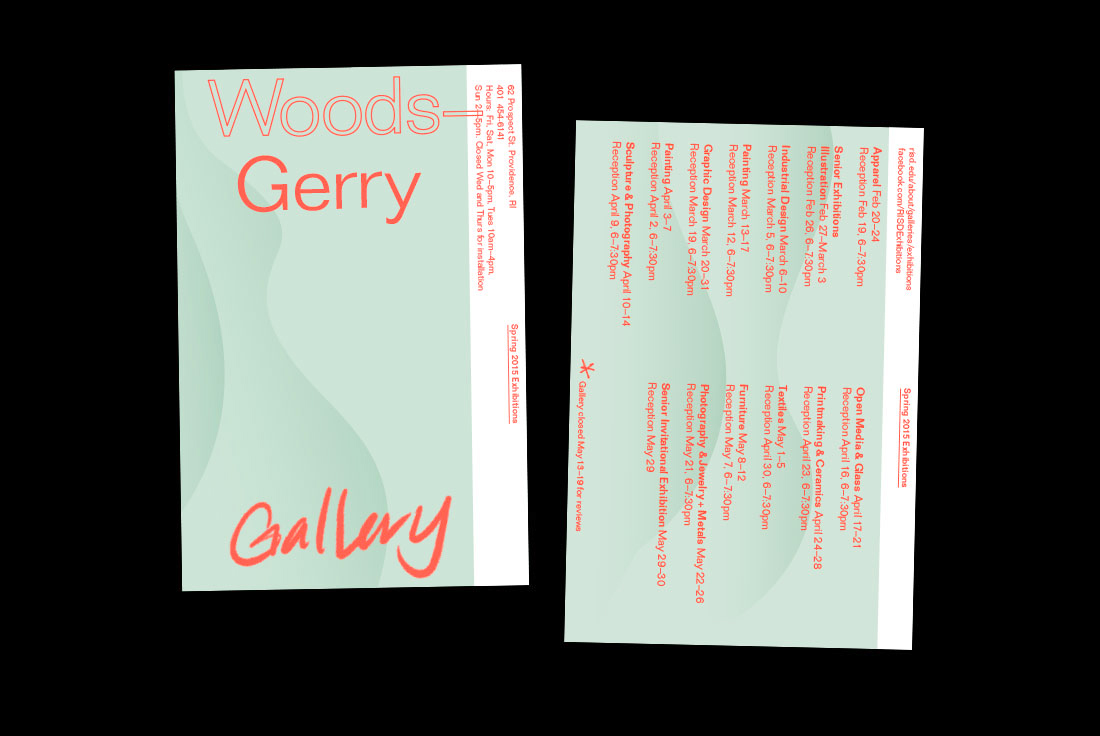 Woods–
Gerry
Gallery
62 Prospect St. Providence, RI
401 454-6141
Hours: Fri, Sat, Mon 10–5pm, Tues 10am–4pm,
Sun 2–5pm. Closed Wed and Thurs for installation
Spring 2015 Exhibitions
risd.edu/about/galleries/exhibitions
facebook.com/RISDExhibitions
Spring 2015 Exhibitions
Apparel Feb 20–24
Reception Feb 19, 6–7:30pm
Senior Exhibitions
Illustration Feb 27–March 3
Reception Feb 26, 6–7:30pm
Industrial Design March 6–10
Reception March 5, 6–7:30pm
Painting March 13–17
Reception March 12, 6–7:30pm
Graphic Design March 20–31
Reception March 19, 6–7:30pm
Painting April 3–7
Reception April 2, 6–7:30pm
Sculpture & Photography April 10–14
Reception April 9, 6–7:30pm
Open Media & Glass April 17–21
Reception April 16, 6–7:30pm
Printmaking & Ceramics April 24–28
Reception April 23, 6–7:30pm
Textiles May 1–5
Reception April 30, 6–7:30pm
Furniture May 8–12
Reception May 7, 6–7:30pm
Photography & Jewelry + Metals May 22–26
Reception May 21, 6–7:30pm
Senior Invitational Exhibition May 29–30
Reception May 29
* Gallery closed May 13–19 for reviews